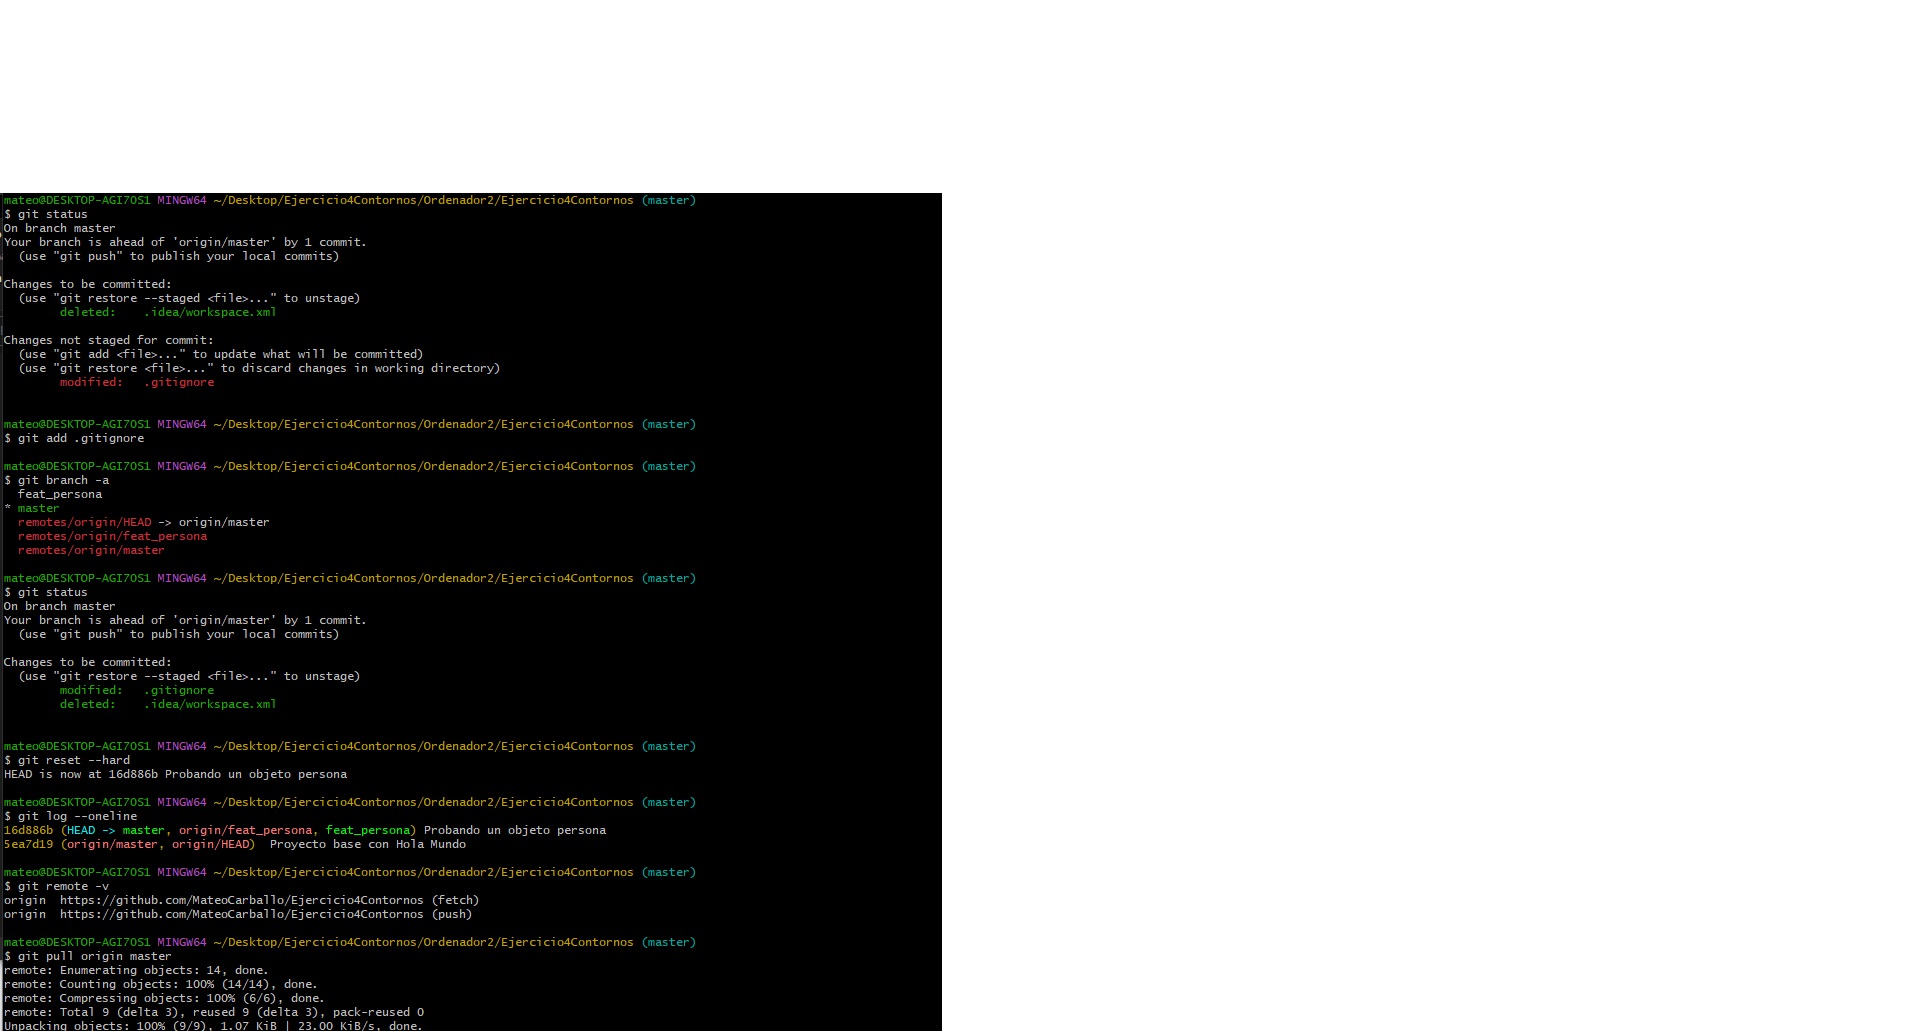 mateo@DESKTOP-AGI7OS1 MINGW64 ~/Desktop/Ejercicio4Contornos/Ordenador2/Ejercicio4Contornos (master)
$ git status
On branch master
Your branch is ahead of 'origin/master' by 1 commit.
  (use "git push" to publish your local commits)

Changes to be committed:
  (use "git restore --staged <file>..." to unstage)
        deleted:    .idea/workspace.xml

Changes not staged for commit:
  (use "git add <file>..." to update what will be committed)
  (use "git restore <file>..." to discard changes in working directory)
        modified:   .gitignore


mateo@DESKTOP-AGI7OS1 MINGW64 ~/Desktop/Ejercicio4Contornos/Ordenador2/Ejercicio4Contornos (master)
$ git add .gitignore

mateo@DESKTOP-AGI7OS1 MINGW64 ~/Desktop/Ejercicio4Contornos/Ordenador2/Ejercicio4Contornos (master)
$ git branch -a
  feat_persona
* master
  remotes/origin/HEAD -> origin/master
  remotes/origin/feat_persona
  remotes/origin/master

mateo@DESKTOP-AGI7OS1 MINGW64 ~/Desktop/Ejercicio4Contornos/Ordenador2/Ejercicio4Contornos (master)
$ git status
On branch master
Your branch is ahead of 'origin/master' by 1 commit.
  (use "git push" to publish your local commits)

Changes to be committed:
  (use "git restore --staged <file>..." to unstage)
        modified:   .gitignore
        deleted:    .idea/workspace.xml


mateo@DESKTOP-AGI7OS1 MINGW64 ~/Desktop/Ejercicio4Contornos/Ordenador2/Ejercicio4Contornos (master)
$ git reset --hard
HEAD is now at 16d886b Probando un objeto persona

mateo@DESKTOP-AGI7OS1 MINGW64 ~/Desktop/Ejercicio4Contornos/Ordenador2/Ejercicio4Contornos (master)
$ git log --oneline
16d886b (HEAD -> master, origin/feat_persona, feat_persona) Probando un objeto persona
5ea7d19 (origin/master, origin/HEAD)  Proyecto base con Hola Mundo

mateo@DESKTOP-AGI7OS1 MINGW64 ~/Desktop/Ejercicio4Contornos/Ordenador2/Ejercicio4Contornos (master)
$ git remote -v
origin  https://github.com/MateoCarballo/Ejercicio4Contornos (fetch)
origin  https://github.com/MateoCarballo/Ejercicio4Contornos (push)

mateo@DESKTOP-AGI7OS1 MINGW64 ~/Desktop/Ejercicio4Contornos/Ordenador2/Ejercicio4Contornos (master)
$ git pull origin master
remote: Enumerating objects: 14, done.
remote: Counting objects: 100% (14/14), done.
remote: Compressing objects: 100% (6/6), done.
remote: Total 9 (delta 3), reused 9 (delta 3), pack-reused 0
Unpacking objects: 100% (9/9), 1.07 KiB | 23.00 KiB/s, done.